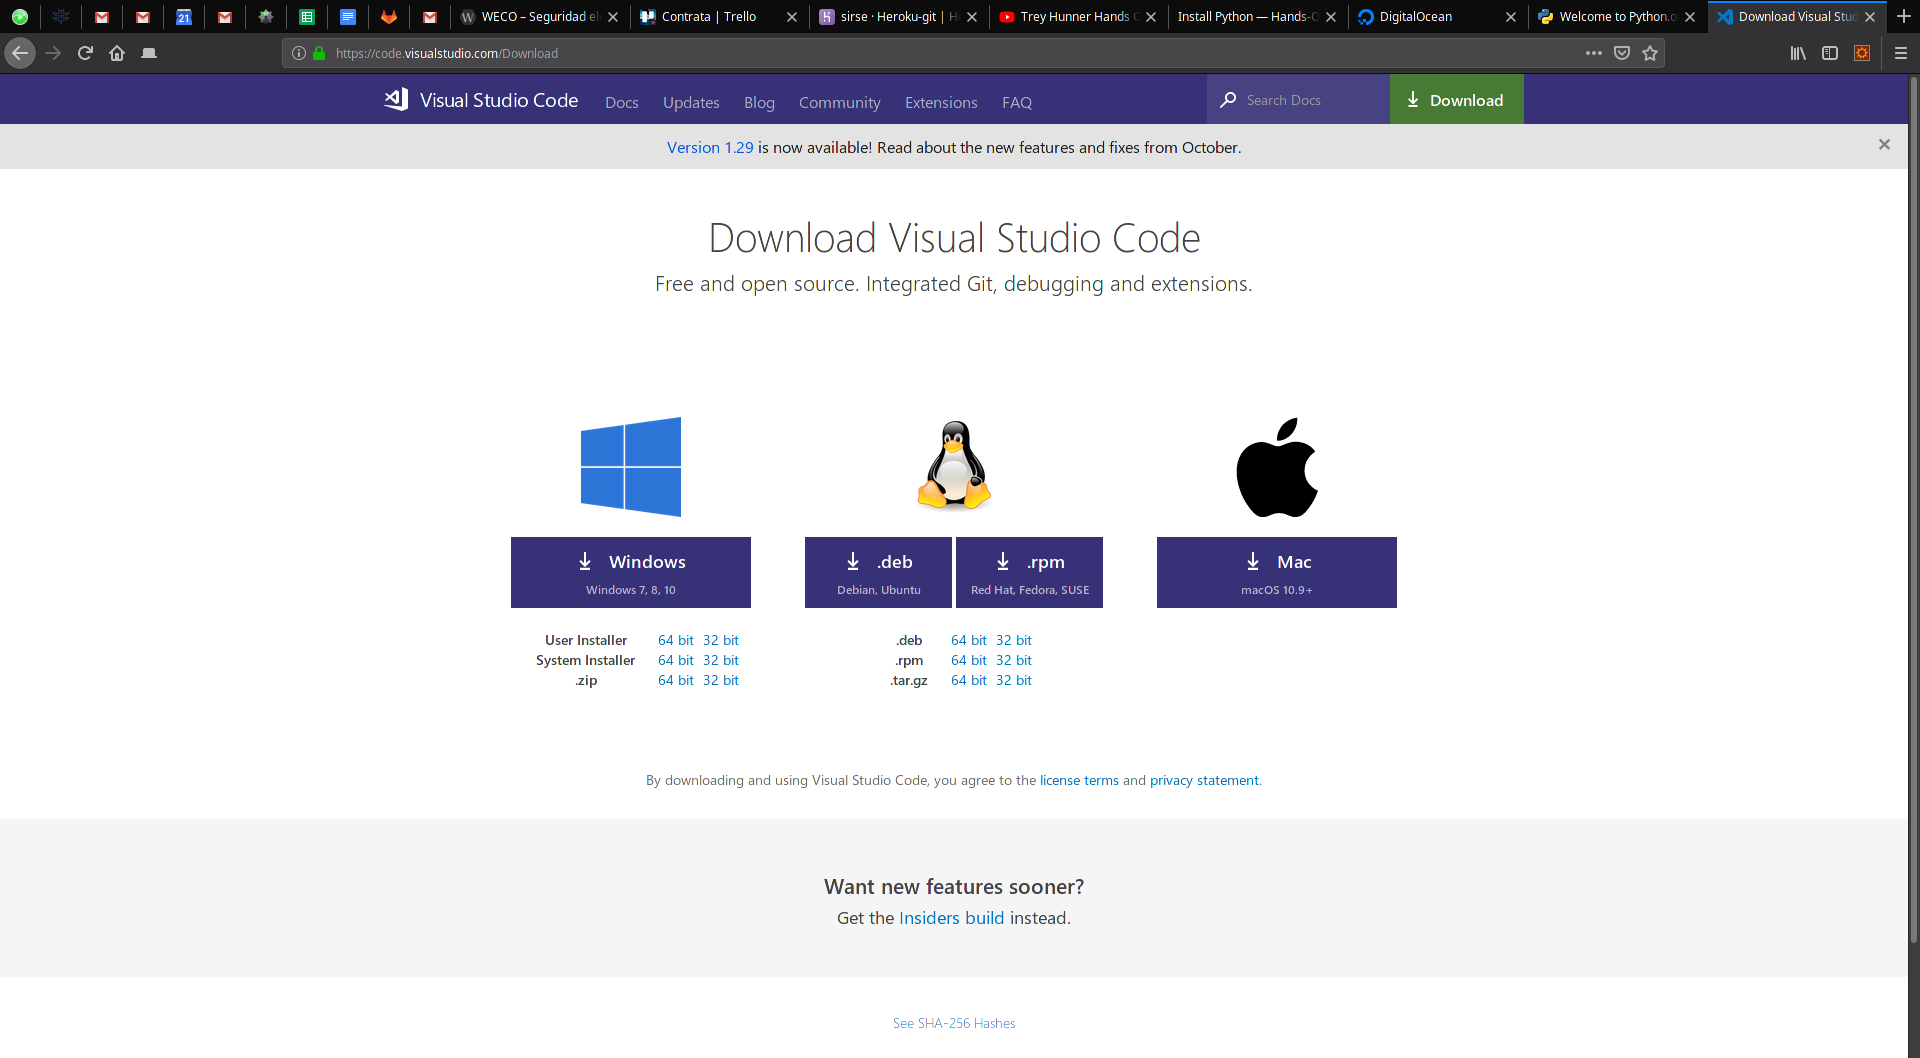 21
WECO – Seguridad el
Contrata | Trello
sirse · Heroku-git | H
Trey Hunner Hands
Install Python — Hands-O
DigitalOcean
Welcome to Python.o
Download Visual Stud
https://code.visualstudio.com/Download
Visual Studio Code
Docs
Updates
Blog
Community
Extensions
FAQ
Search Docs
Download
Version 1.29 is now available! Read about the new features and fixes from October.
Download Visual Studio Code
Free and open source. Integrated Git, debugging and extensions.
Windows
Windows 7, 8, 10
.deb
Debian, Ubuntu
.rpm
Red Hat, Fedora, SUSE
Mac
macOS 10.9+
User Installer 64 bit 32 bit
System Installer 64 bit 32 bit
.zip 64 bit 32 bit
.deb 64 bit 32 bit
.rpm 64 bit 32 bit
.tar.gz 64 bit 32 bit
By downloading and using Visual Studio Code, you agree to the license terms and privacy statement.
Want new features sooner?
Get the Insiders build instead.
See SHA-256 Hashes